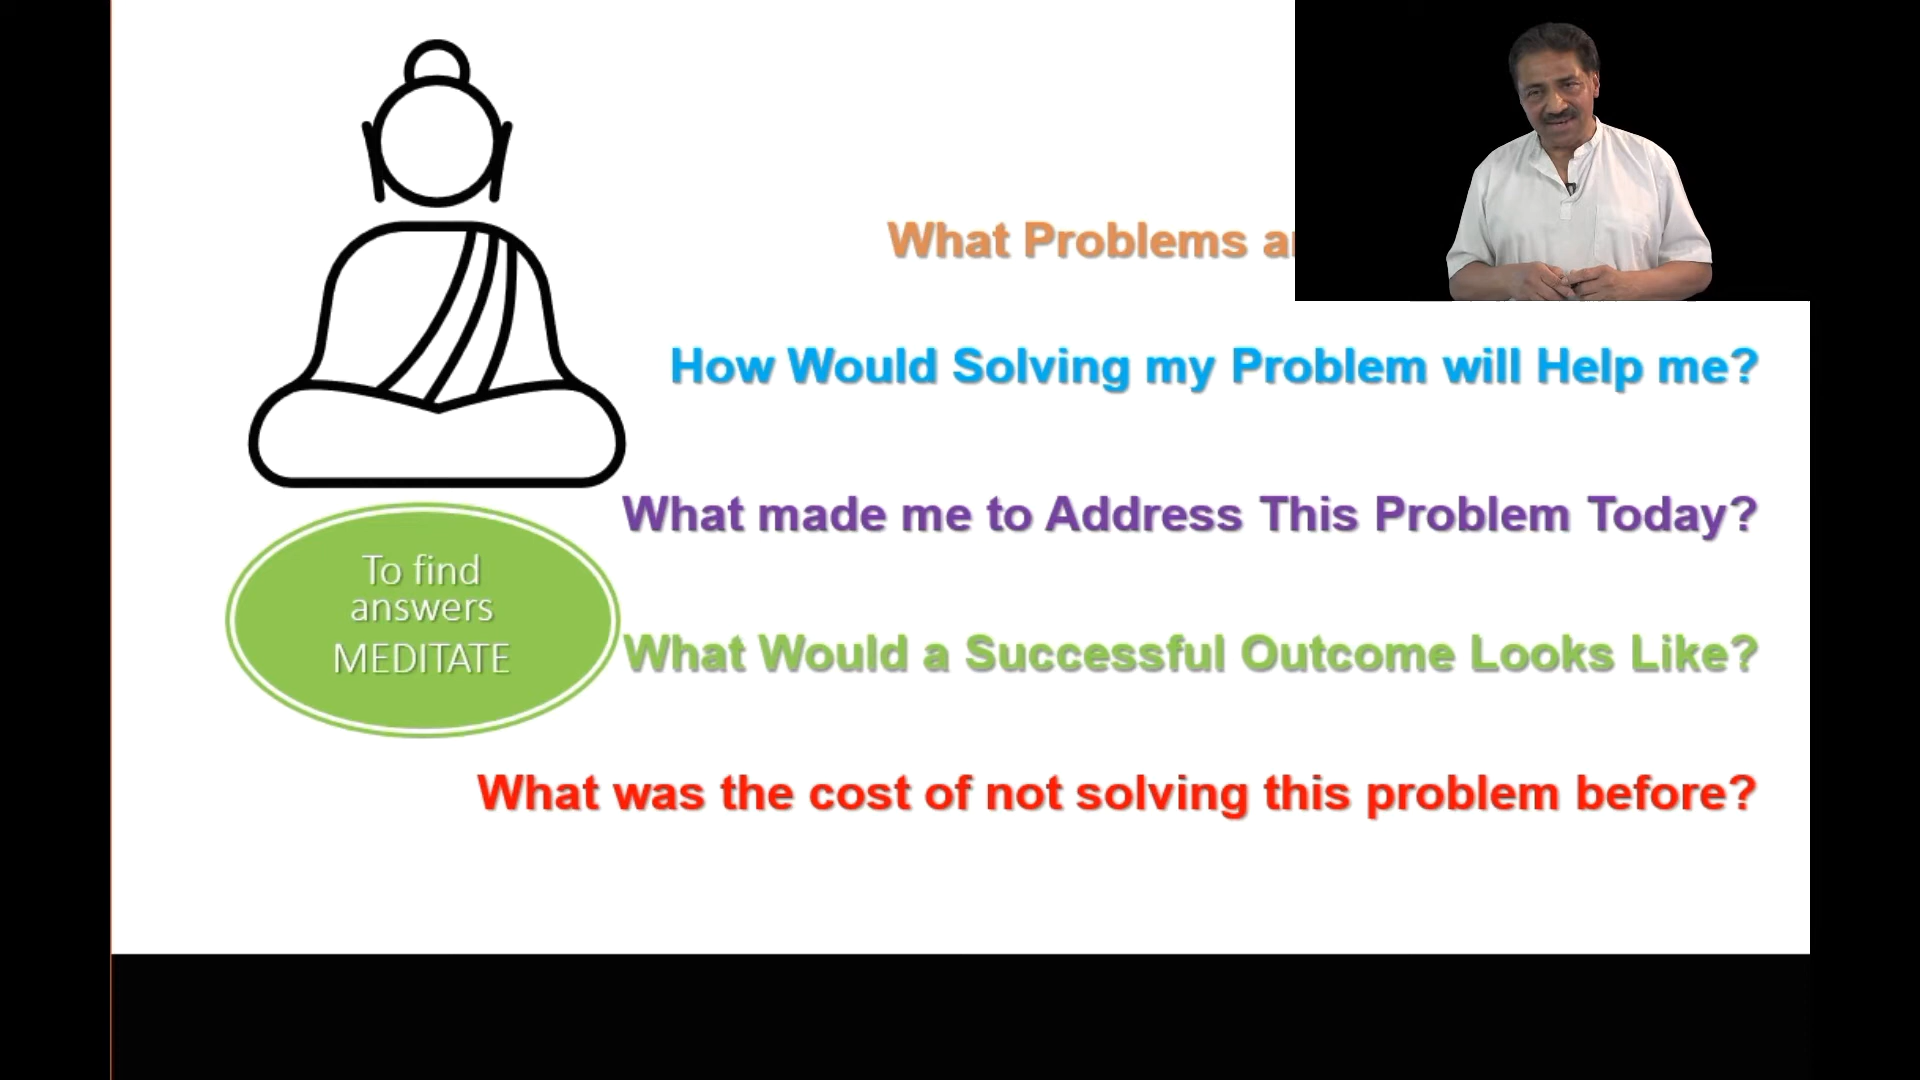 What Problems
How Would Solving my Problem will Help me?
What made me to Address This Problem Today?
To find
answers
MEDITATE
What Would a Successful Outcome Looks Like?
What was the cost of not solving this problem before?